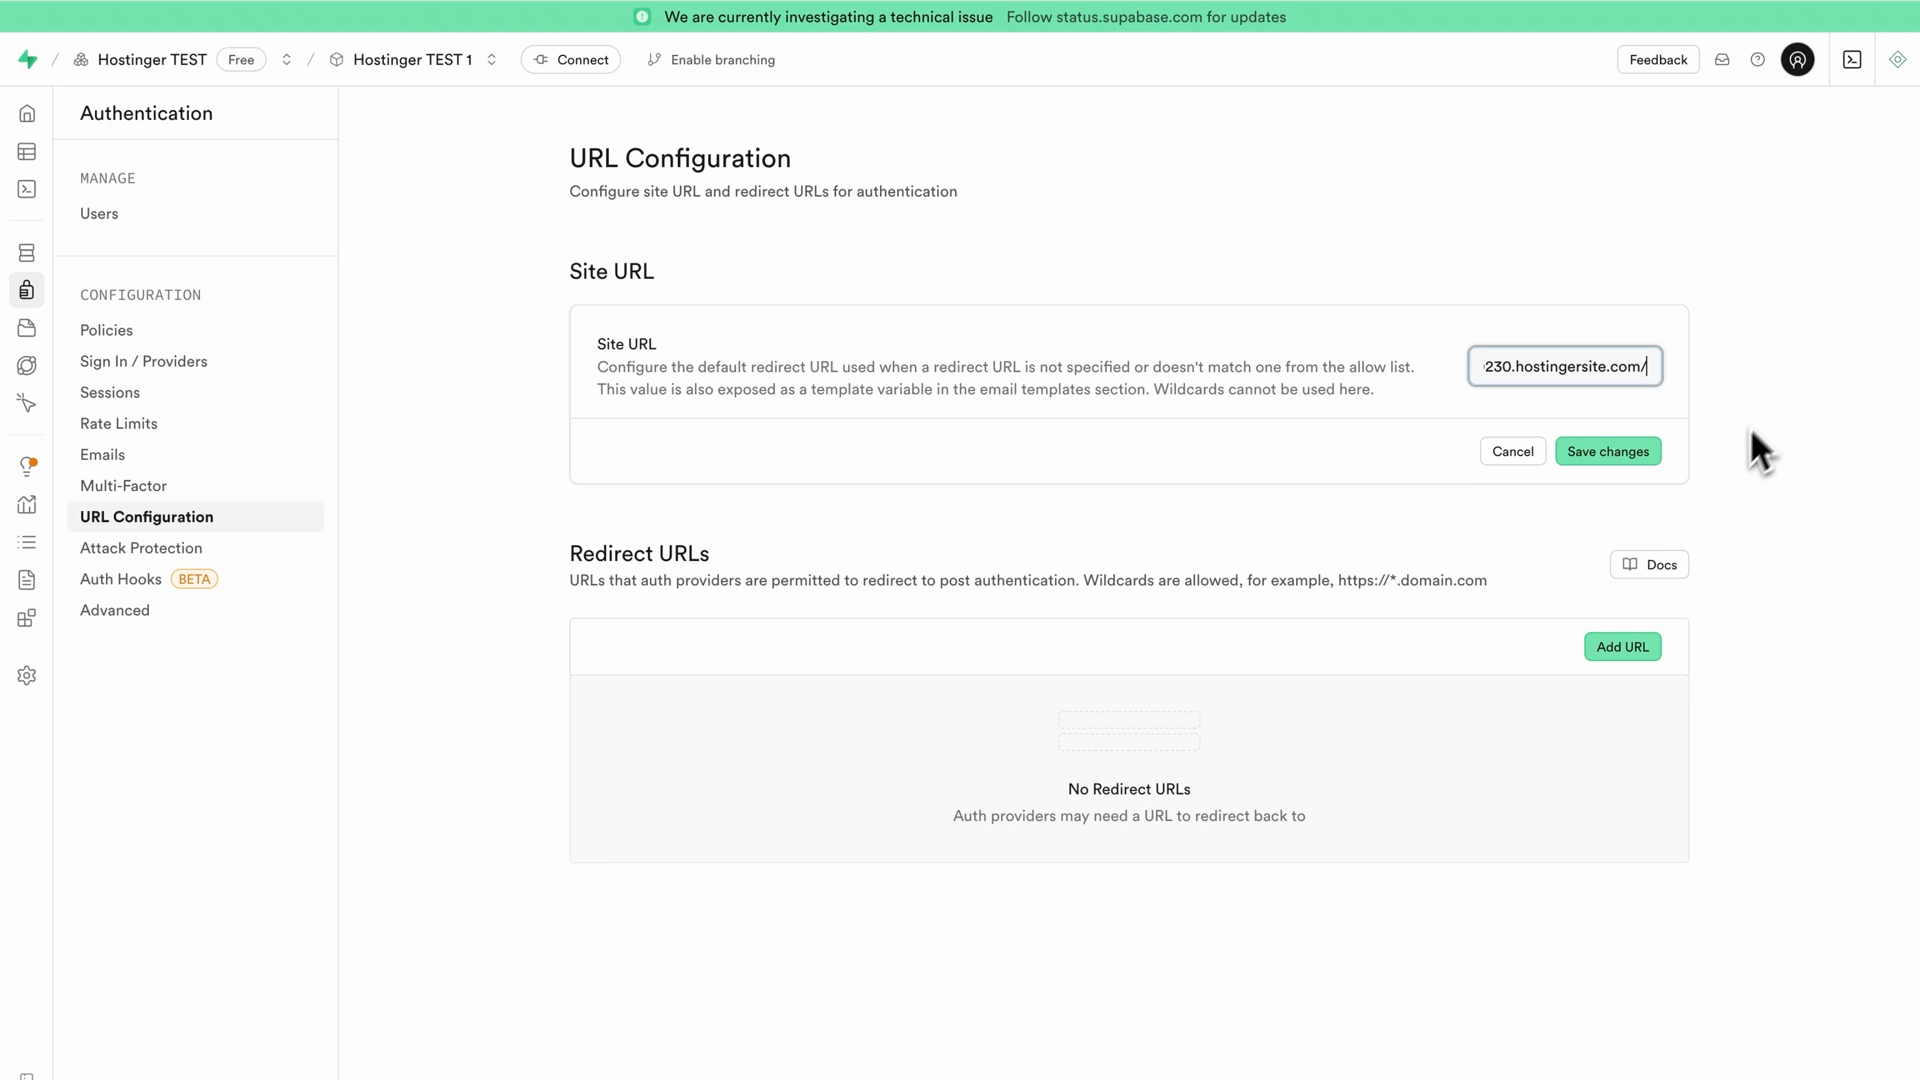 We are currently investigating a technical issue Follow status.supabase.com for updates
/ Hostinger TEST Free / Hostinger TEST 1 Connect Enable branching Feedback
Authentication
MANAGE
Users
CONFIGURATION
Policies
Sign In / Providers
Sessions
Rate Limits
Emails
Multi-Factor
URL Configuration
Attack Protection
Auth Hooks BETA
Advanced
URL Configuration
Configure site URL and redirect URLs for authentication
Site URL
Site URL
Configure the default redirect URL used when a redirect URL is not specified or doesn't match one from the allow list.
This value is also exposed as a template variable in the email templates section. Wildcards cannot be used here.
230.hostingersite.com/
Cancel Save changes
Redirect URLs
URLs that auth providers are permitted to redirect to post authentication. Wildcards are allowed, for example, https://*.domain.com
Docs
Add URL
No Redirect URLs
Auth providers may need a URL to redirect back to